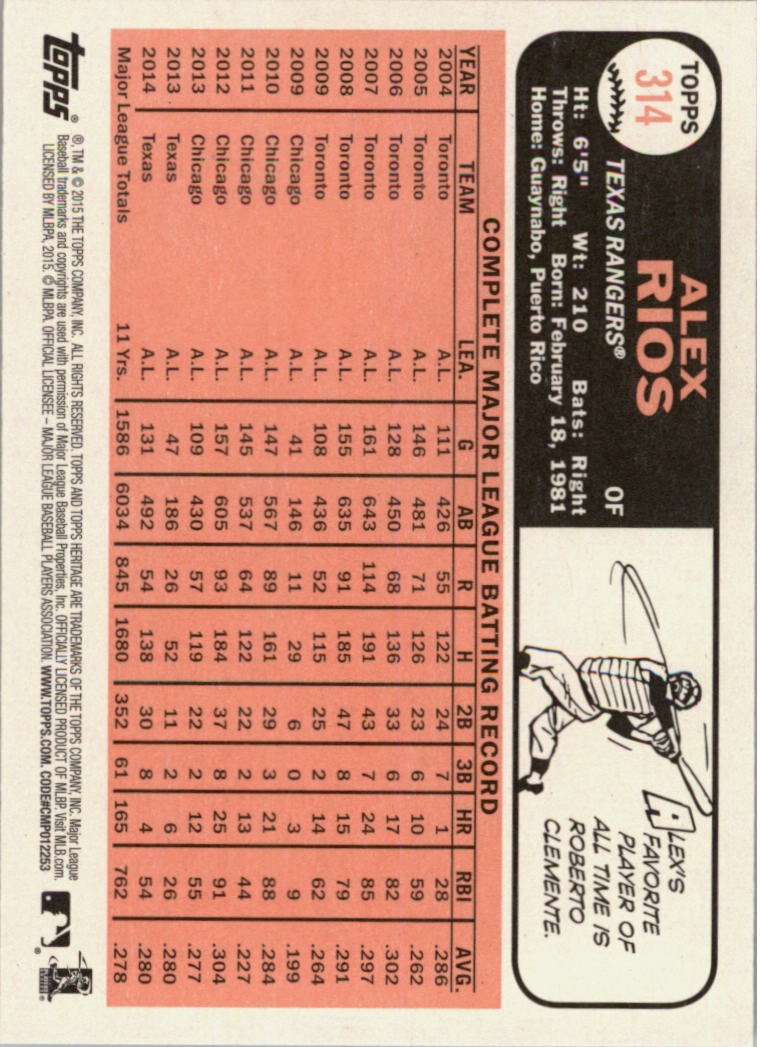 TOPPS
314
ALEX
RIOS
TEXAS RANGERS® OF
Ht: 6'5" Wt: 210 Bats: Right
Throws: Right Born: February 18, 1981
Home: Guaynabo, Puerto Rico
ALEX'S
FAVORITE
PLAYER OF
ALL TIME IS
ROBERTO
CLEMENTE.
COMPLETE MAJOR LEAGUE BATTING RECORD
YEAR TEAM LEA. G AB R H 2B 3B HR RBI AVG.
2004 Toronto A.L. 111 426 55 122 24 7 1 28 .286
2005 Toronto A.L. 146 481 71 126 23 6 10 59 .262
2006 Toronto A.L. 128 450 68 136 33 6 17 82 .302
2007 Toronto A.L. 161 643 114 191 43 7 24 85 .297
2008 Toronto A.L. 155 635 91 185 47 8 15 79 .291
2009 Toronto A.L. 108 436 52 115 25 2 14 62 .264
2009 Chicago A.L. 41 146 11 29 6 0 3 9 .199
2010 Chicago A.L. 147 567 89 161 29 3 21 88 .284
2011 Chicago A.L. 145 537 64 122 22 2 13 44 .227
2012 Chicago A.L. 157 605 93 184 37 8 25 91 .304
2013 Chicago A.L. 109 430 57 119 22 2 12 55 .277
2013 Texas A.L. 47 186 26 52 11 2 6 26 .280
2014 Texas A.L. 131 492 54 138 30 8 4 54 .280
Major League Totals 11 Yrs. 1586 6034 845 1680 352 61 165 762 .278
topps®
®, TM & © 2015 THE TOPPS COMPANY, INC. ALL RIGHTS RESERVED. TOPPS AND TOPPS HERITAGE ARE TRADEMARKS OF THE TOPPS COMPANY, INC. Major League
Baseball trademarks and copyrights are used with permission of Major League Baseball Properties, Inc. OFFICIALLY LICENSED PRODUCT OF MLBP. Visit MLB.com.
LICENSED BY MLBPA, 2015. © MLBPA. OFFICIAL LICENSEE – MAJOR LEAGUE BASEBALL PLAYERS ASSOCIATION. WWW.TOPPS.COM. CODE#CMP012253